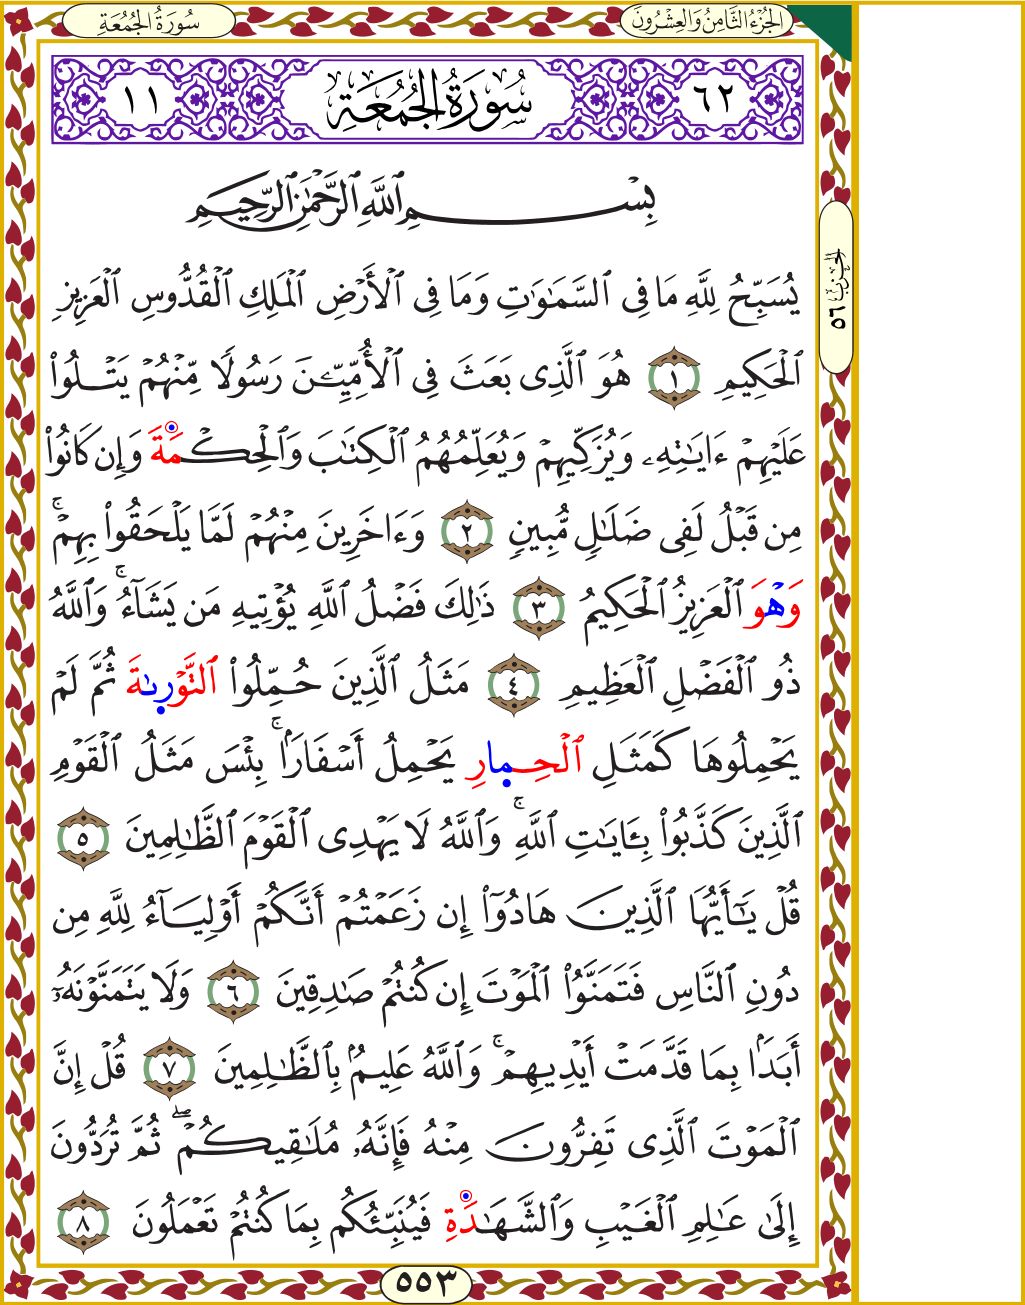 سُورَةُ الجُمُعَةِ
الجُزْءُ الثَّامِنُ وَالعِشْرُونَ
٦٢ سُورَةُ الجُمُعَةِ ١١
الحزب ٥٦
بِسْمِ ٱللَّهِ ٱلرَّحْمَٰنِ ٱلرَّحِيمِ
يُسَبِّحُ لِلَّهِ مَا فِى ٱلسَّمَٰوَٰتِ وَمَا فِى ٱلْأَرْضِ ٱلْمَلِكِ ٱلْقُدُّوسِ ٱلْعَزِيزِ
ٱلْحَكِيمِ ١ هُوَ ٱلَّذِى بَعَثَ فِى ٱلْأُمِّيِّۦنَ رَسُولًا مِّنْهُمْ يَتْلُوا۟
عَلَيْهِمْ ءَايَٰتِهِۦ وَيُزَكِّيهِمْ وَيُعَلِّمُهُمُ ٱلْكِتَٰبَ وَٱلْحِكْمَةَ وَإِن كَانُوا۟
مِن قَبْلُ لَفِى ضَلَٰلٍ مُّبِينٍ ٢ وَءَاخَرِينَ مِنْهُمْ لَمَّا يَلْحَقُوا۟ بِهِمْ ۚ
وَهْوَ ٱلْعَزِيزُ ٱلْحَكِيمُ ٣ ذَٰلِكَ فَضْلُ ٱللَّهِ يُؤْتِيهِ مَن يَشَآءُ ۚ وَٱللَّهُ
ذُو ٱلْفَضْلِ ٱلْعَظِيمِ ٤ مَثَلُ ٱلَّذِينَ حُمِّلُوا۟ ٱلتَّوْرَىٰةَ ثُمَّ لَمْ
يَحْمِلُوهَا كَمَثَلِ ٱلْحِمَارِ يَحْمِلُ أَسْفَارًۢا ۚ بِئْسَ مَثَلُ ٱلْقَوْمِ
ٱلَّذِينَ كَذَّبُوا۟ بِـَٔايَٰتِ ٱللَّهِ ۚ وَٱللَّهُ لَا يَهْدِى ٱلْقَوْمَ ٱلظَّٰلِمِينَ ٥
قُلْ يَٰٓأَيُّهَا ٱلَّذِينَ هَادُوٓا۟ إِن زَعَمْتُمْ أَنَّكُمْ أَوْلِيَآءُ لِلَّهِ مِن
دُونِ ٱلنَّاسِ فَتَمَنَّوُا۟ ٱلْمَوْتَ إِن كُنتُمْ صَٰدِقِينَ ٦ وَلَا يَتَمَنَّوْنَهُۥٓ
أَبَدًۢا بِمَا قَدَّمَتْ أَيْدِيهِمْ ۚ وَٱللَّهُ عَلِيمٌۢ بِٱلظَّٰلِمِينَ ٧ قُلْ إِنَّ
ٱلْمَوْتَ ٱلَّذِى تَفِرُّونَ مِنْهُ فَإِنَّهُۥ مُلَٰقِيكُمْ ۖ ثُمَّ تُرَدُّونَ
إِلَىٰ عَٰلِمِ ٱلْغَيْبِ وَٱلشَّهَٰدَةِ فَيُنَبِّئُكُم بِمَا كُنتُمْ تَعْمَلُونَ ٨
٥٥٣